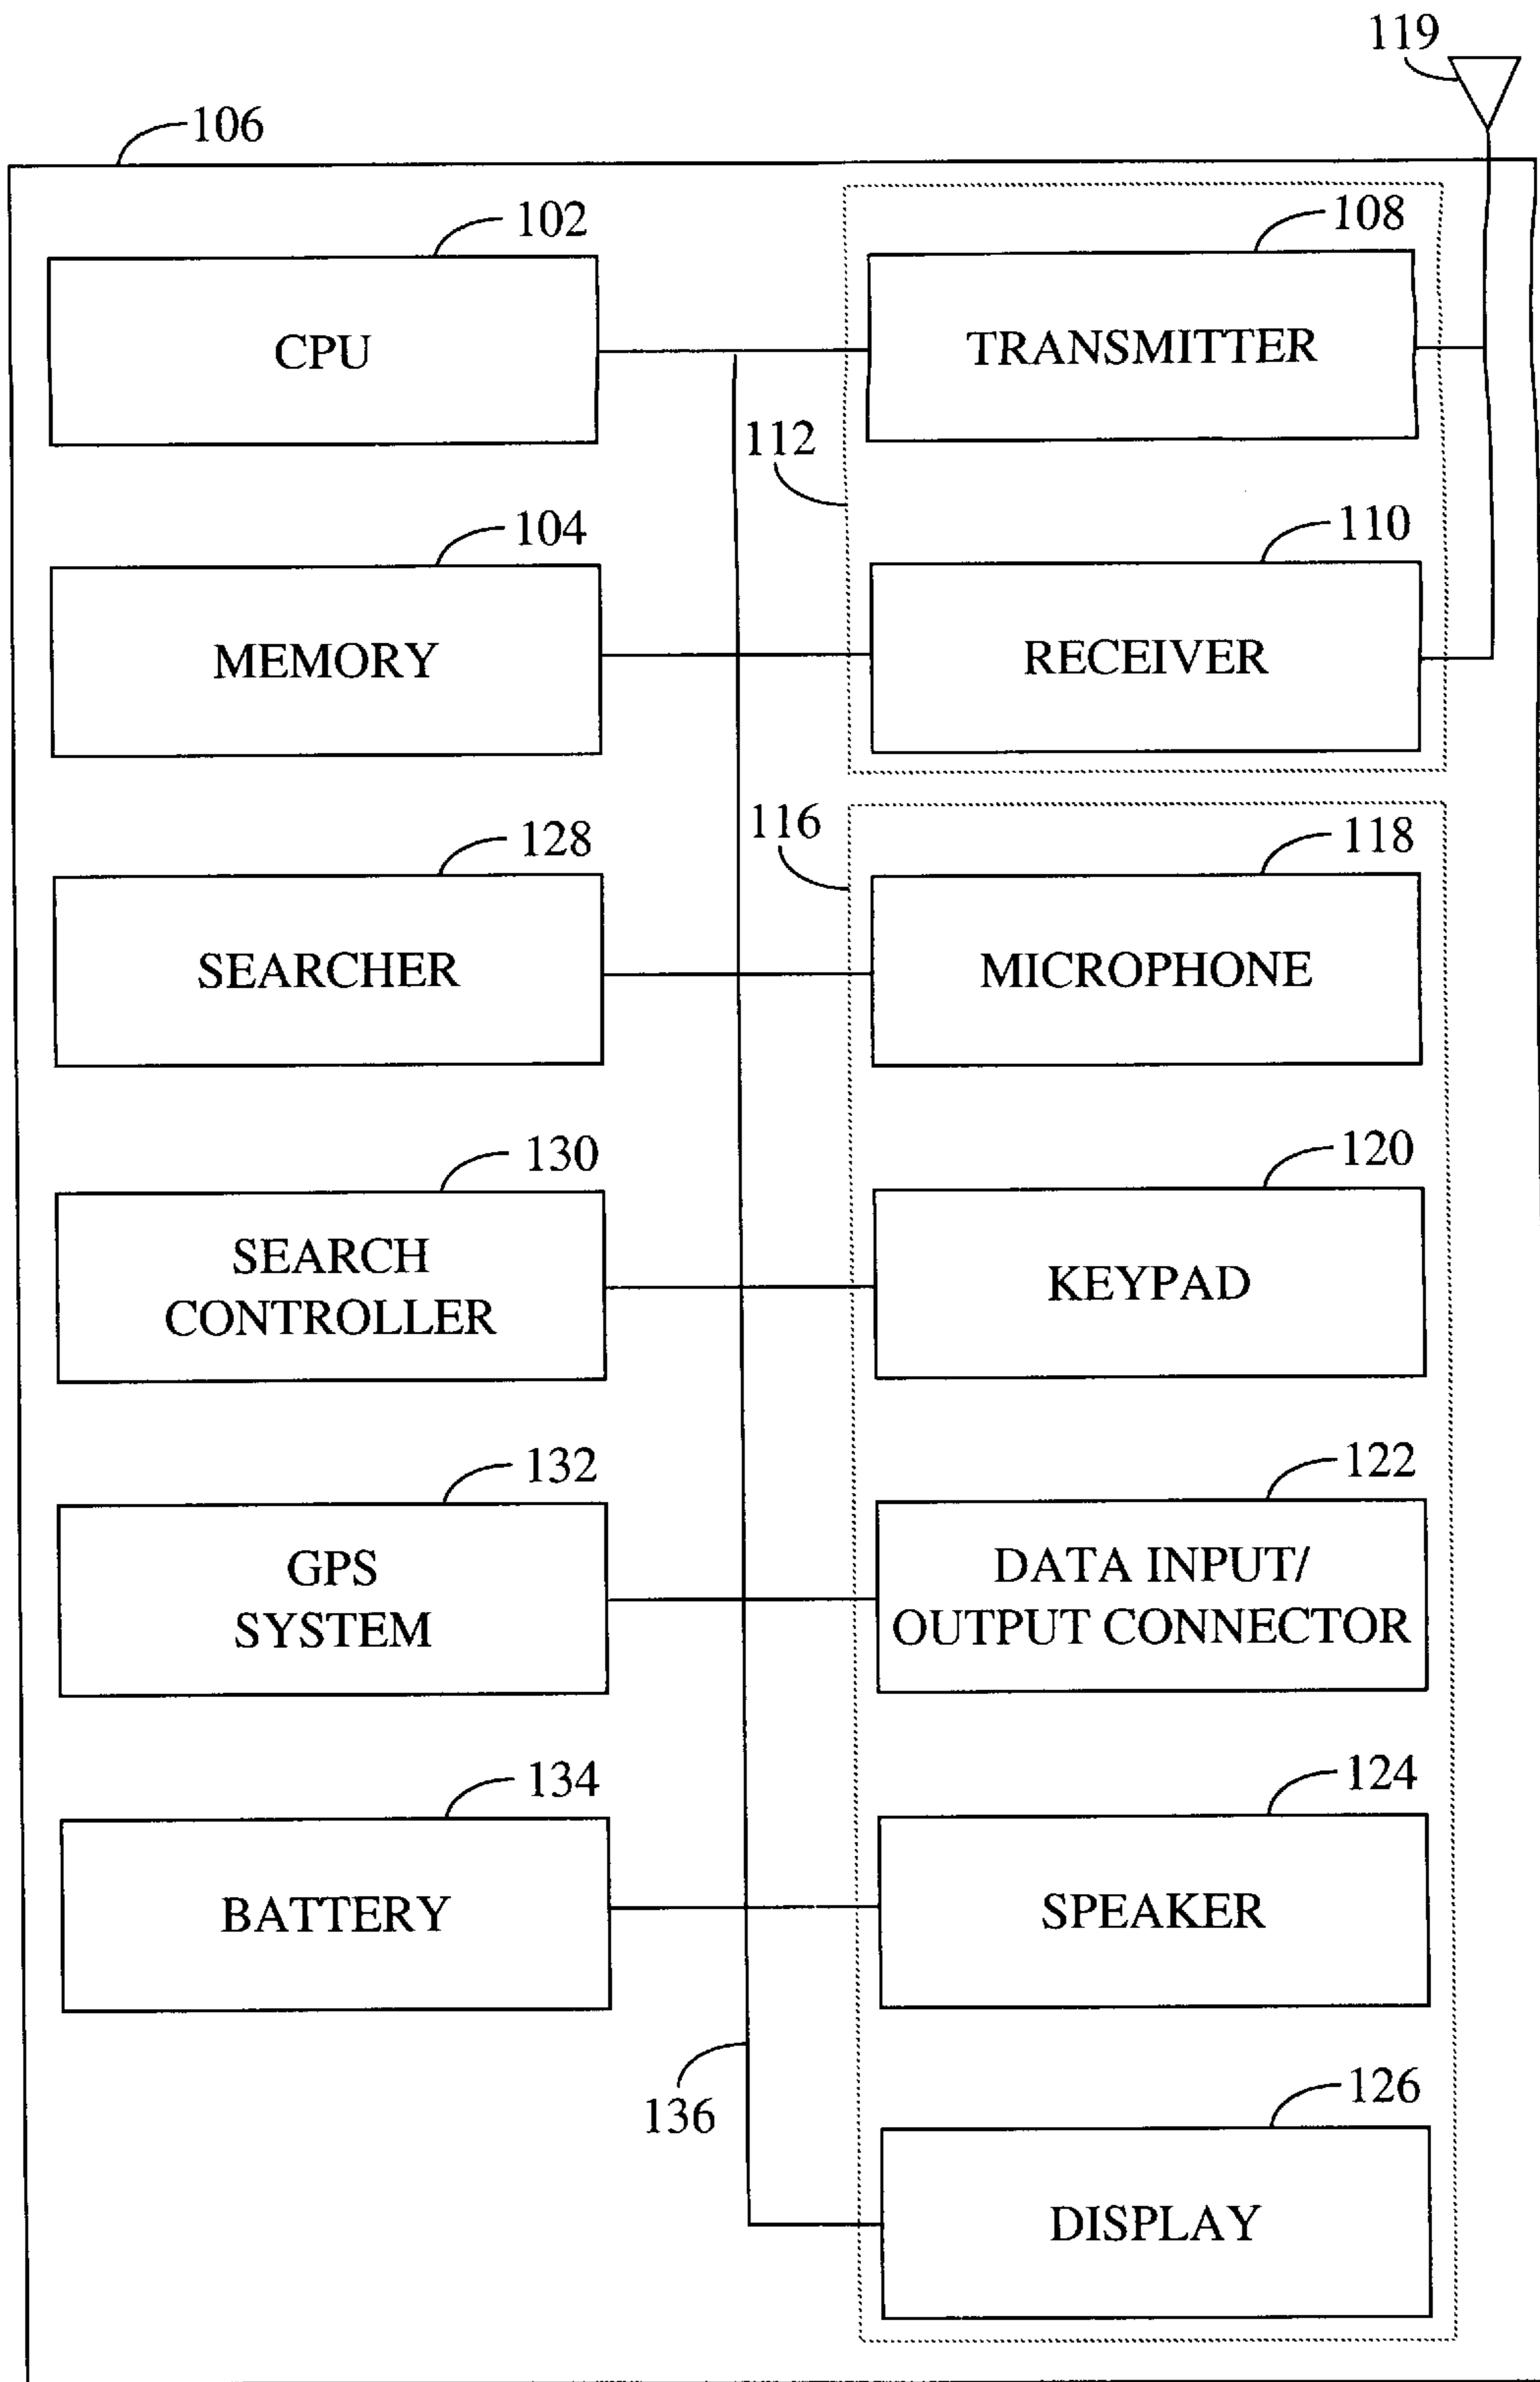 119
106
102
CPU
108
TRANSMITTER
112
104
MEMORY
110
RECEIVER
116
128
SEARCHER
118
MICROPHONE
130
SEARCH
CONTROLLER
120
KEYPAD
132
GPS
SYSTEM
122
DATA INPUT/
OUTPUT CONNECTOR
134
BATTERY
124
SPEAKER
136
126
DISPLAY